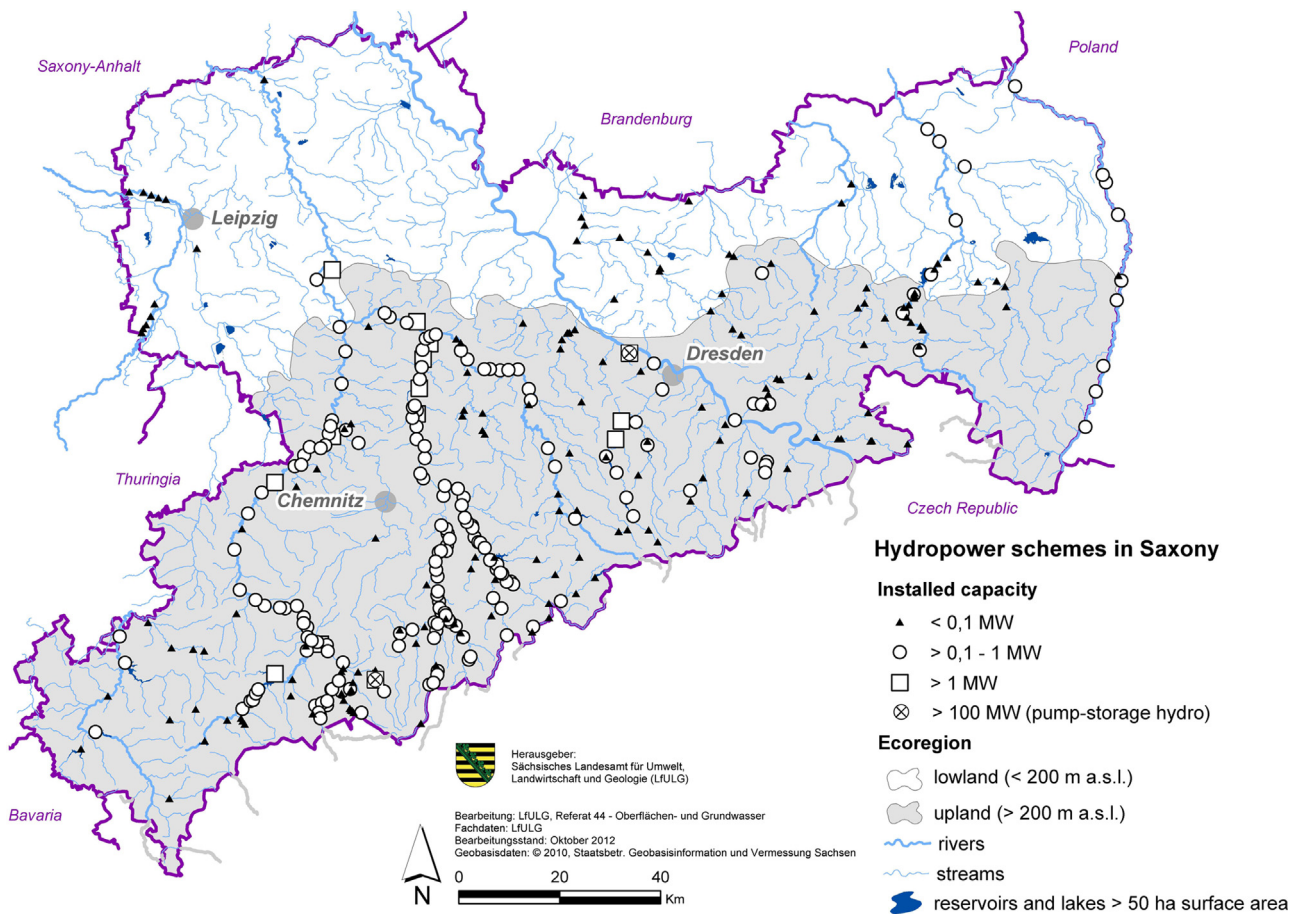 Poland
Saxony-Anhalt
Brandenburg
Leipzig
Dresden
Thuringia
Chemnitz
Czech Republic
Bavaria
Hydropower schemes in Saxony
Installed capacity
< 0,1 MW
> 0,1 - 1 MW
> 1 MW
> 100 MW (pump-storage hydro)
Ecoregion
lowland (< 200 m a.s.l.)
upland (> 200 m a.s.l.)
rivers
streams
reservoirs and lakes > 50 ha surface area
Herausgeber:
Sächsisches Landesamt für Umwelt,
Landwirtschaft und Geologie (LfULG)
Bearbeitung: LfULG, Referat 44 - Oberflächen- und Grundwasser
Fachdaten: LfULG
Bearbeitungsstand: Oktober 2012
Geobasisdaten: © 2010, Staatsbetr. Geobasisinformation und Vermessung Sachsen
N
0 20 40
Km